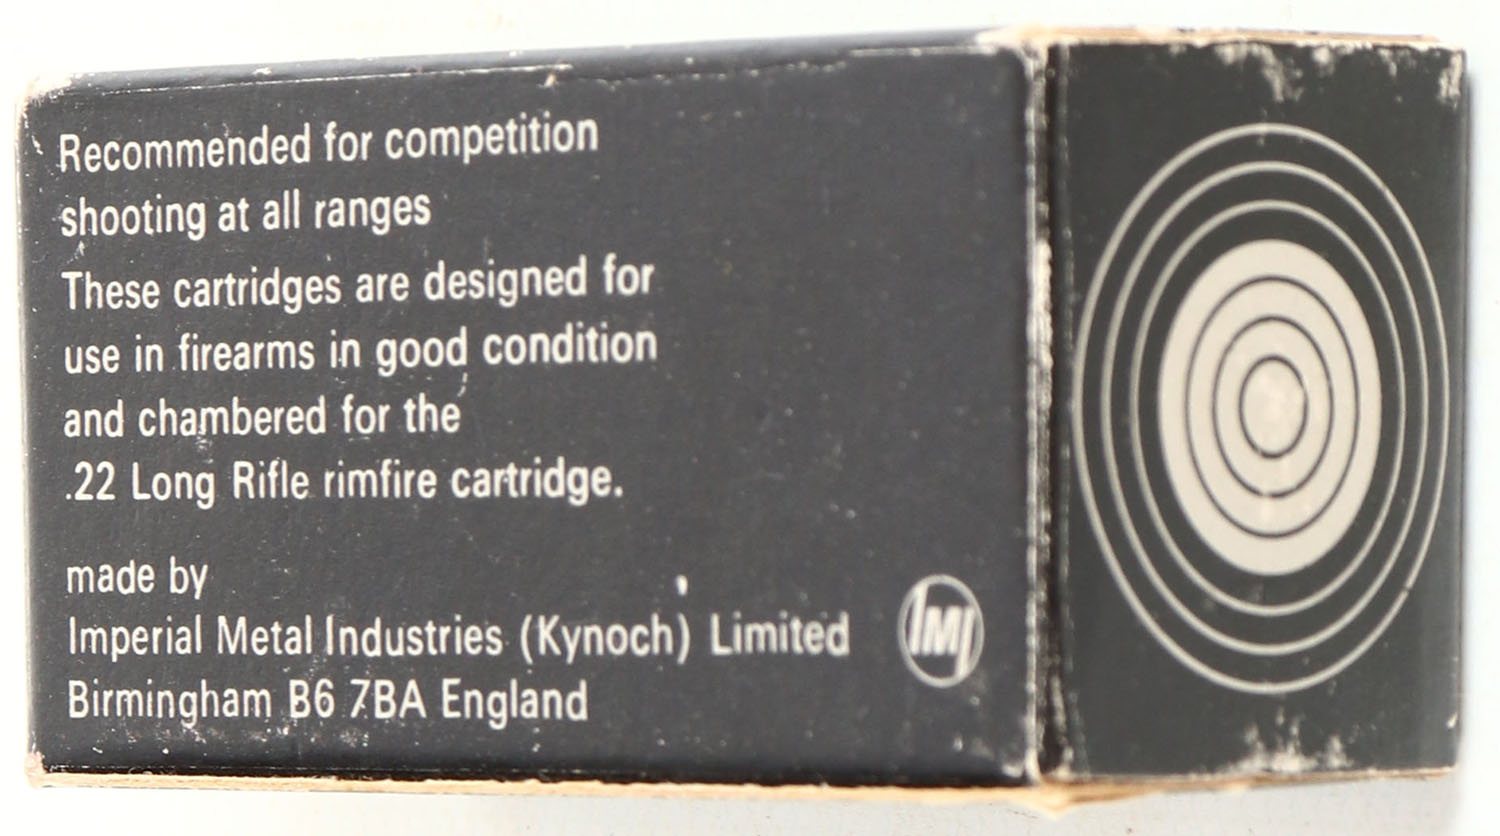 Recommended for competition
shooting at all ranges
These cartridges are designed for
use in firearms in good condition
and chambered for the
.22 Long Rifle rimfire cartridge.
made by
Imperial Metal Industries (Kynoch) Limited
IMI
Birmingham B6 7BA England